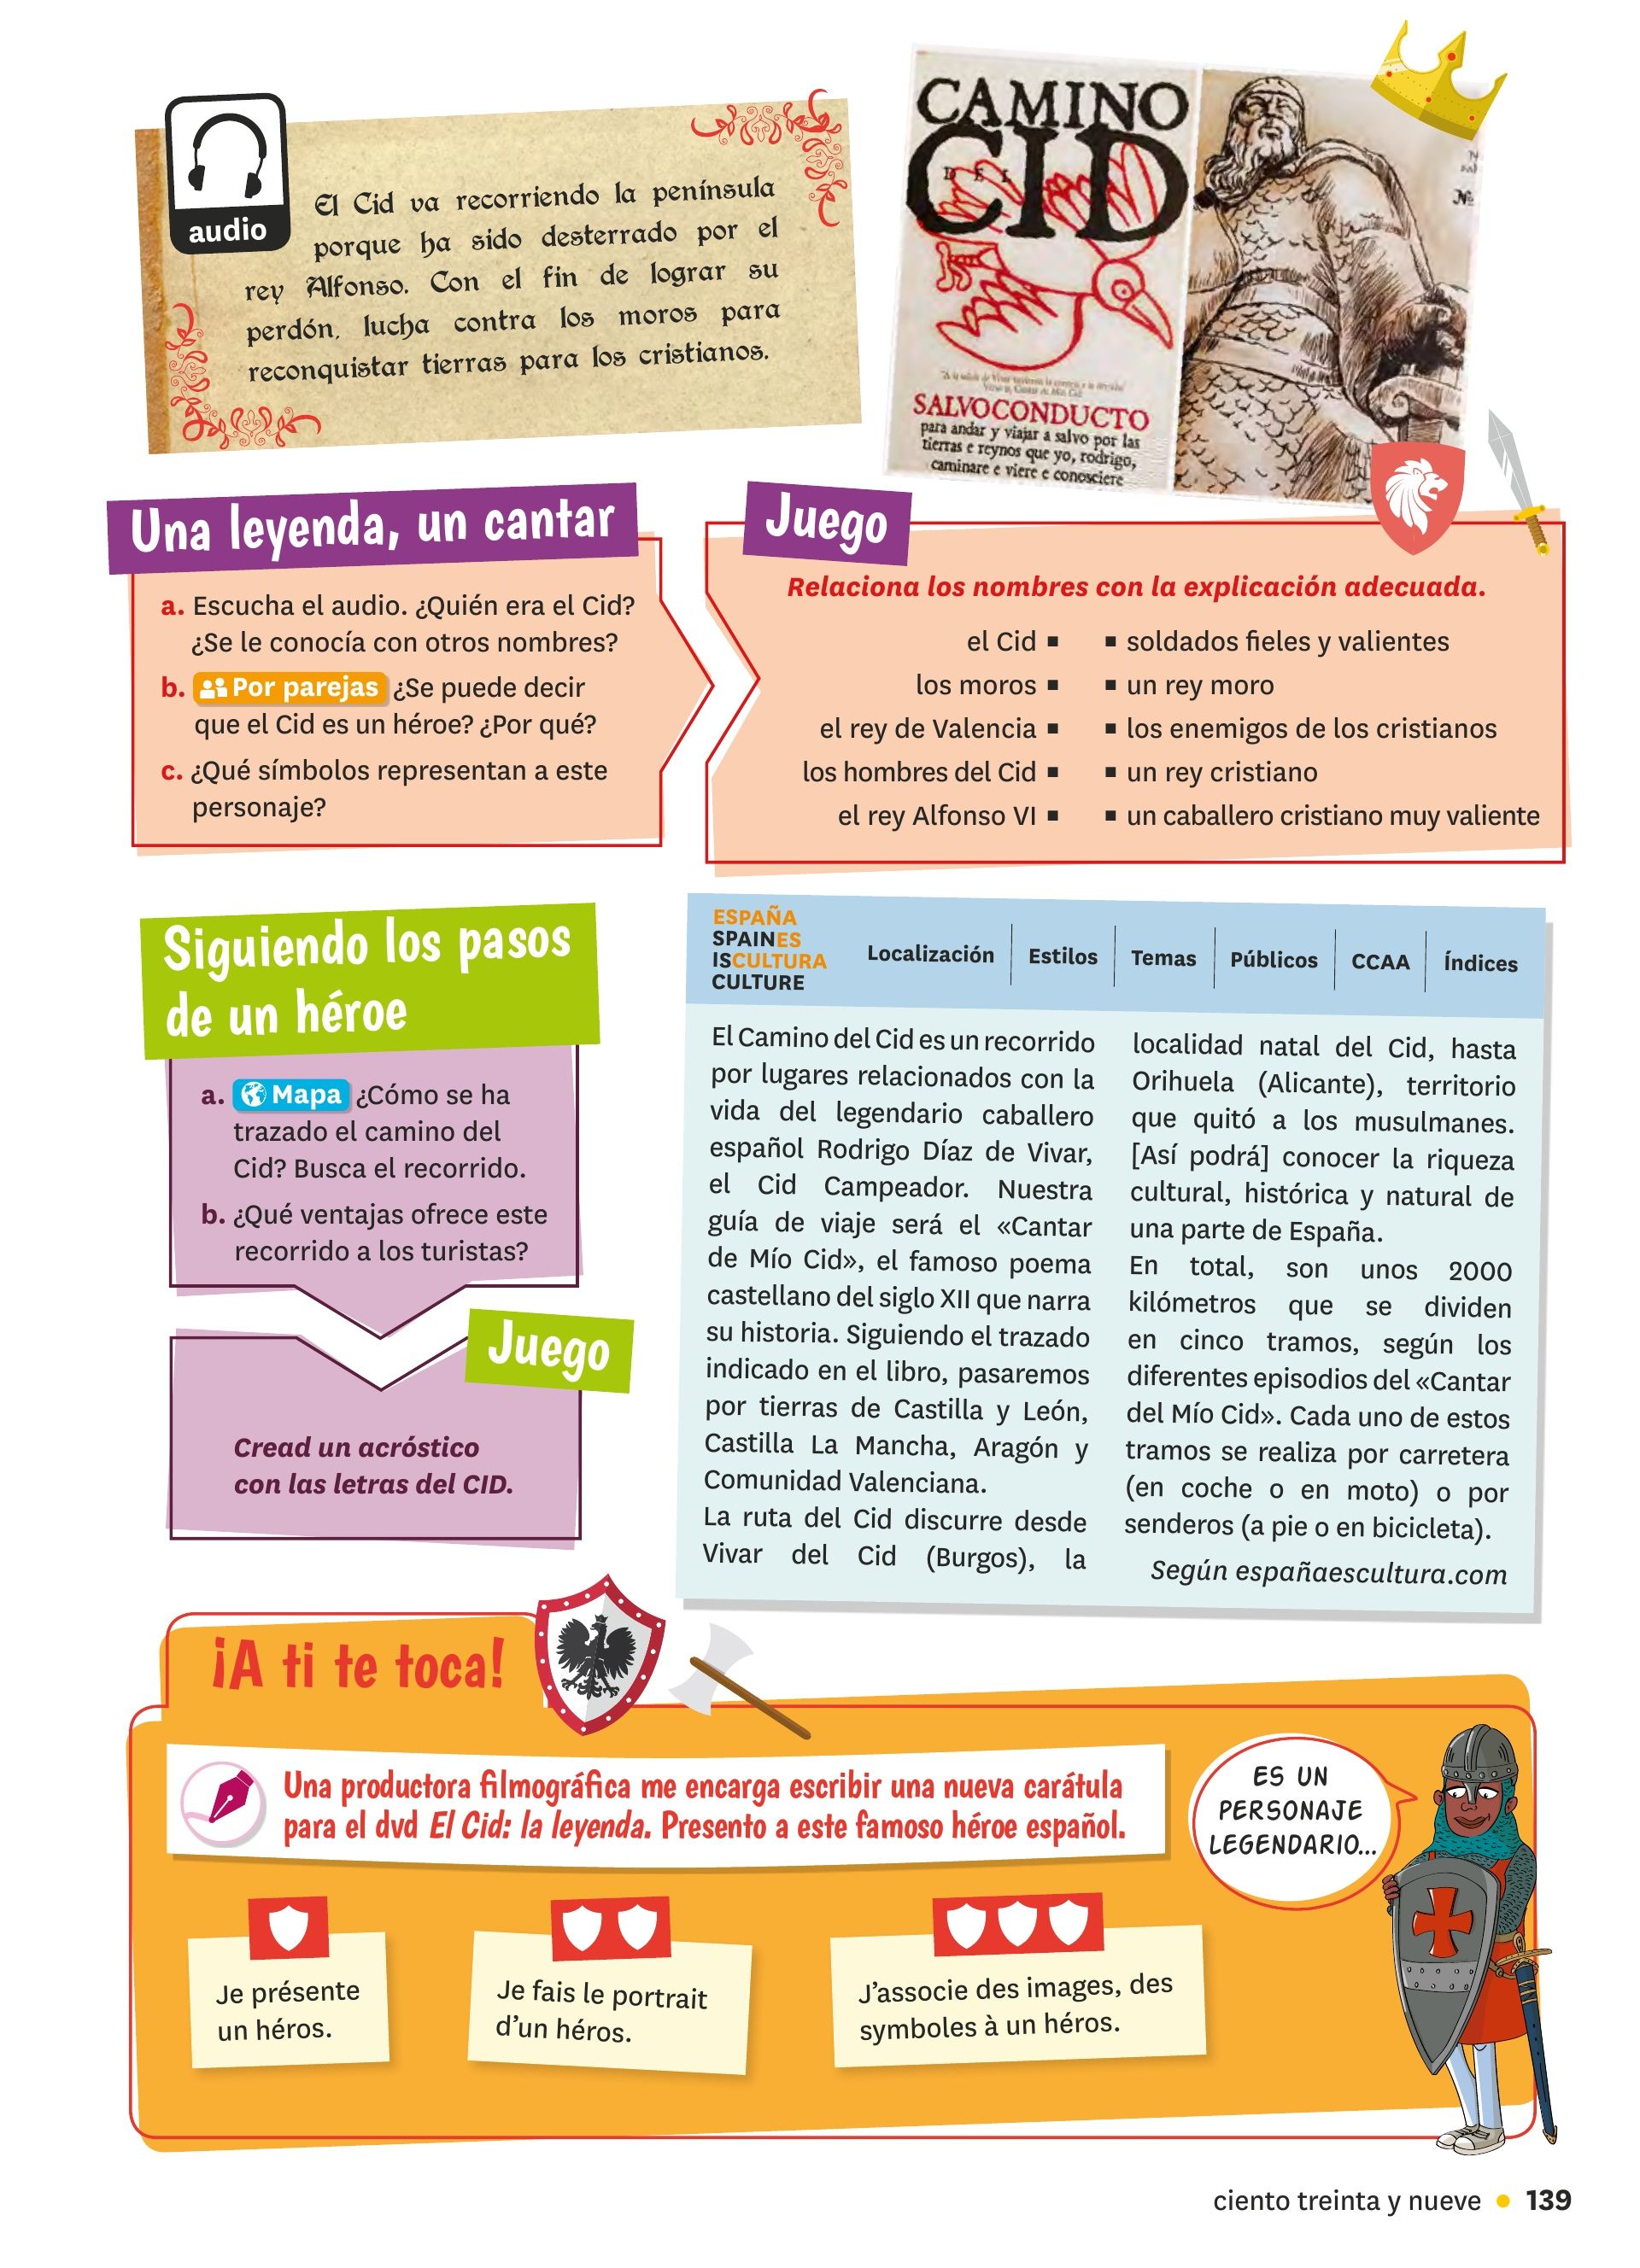 audio
El Cid va recorriendo la península
porque ha sido desterrado por el
rey Alfonso. Con el fin de lograr su
perdón, lucha contra los moros para
reconquistar tierras para los cristianos.
CAMINO
DEL
CID
SALVOCONDUCTO
para andar y viajar a salvo por las
tierras e reynos que yo, rodrigo,
caminare e viere e conosciere
Una leyenda, un cantar
a. Escucha el audio. ¿Quién era el Cid?
¿Se le conocía con otros nombres?
b. Por parejas ¿Se puede decir
que el Cid es un héroe? ¿Por qué?
c. ¿Qué símbolos representan a este
personaje?
Juego
Relaciona los nombres con la explicación adecuada.
el Cid ▪ ▪ soldados fieles y valientes
los moros ▪ ▪ un rey moro
el rey de Valencia ▪ ▪ los enemigos de los cristianos
los hombres del Cid ▪ ▪ un rey cristiano
el rey Alfonso VI ▪ ▪ un caballero cristiano muy valiente
Siguiendo los pasos
de un héroe
a. Mapa ¿Cómo se ha
trazado el camino del
Cid? Busca el recorrido.
b. ¿Qué ventajas ofrece este
recorrido a los turistas?
Juego
Cread un acróstico
con las letras del CID.
ESPAÑA
SPAINES
ISCULTURA
CULTURE
Localización Estilos Temas Públicos CCAA Índices
El Camino del Cid es un recorrido
por lugares relacionados con la
vida del legendario caballero
español Rodrigo Díaz de Vivar,
el Cid Campeador. Nuestra
guía de viaje será el «Cantar
de Mío Cid», el famoso poema
castellano del siglo XII que narra
su historia. Siguiendo el trazado
indicado en el libro, pasaremos
por tierras de Castilla y León,
Castilla La Mancha, Aragón y
Comunidad Valenciana.
La ruta del Cid discurre desde
Vivar del Cid (Burgos), la
localidad natal del Cid, hasta
Orihuela (Alicante), territorio
que quitó a los musulmanes.
[Así podrá] conocer la riqueza
cultural, histórica y natural de
una parte de España.
En total, son unos 2000
kilómetros que se dividen
en cinco tramos, según los
diferentes episodios del «Cantar
del Mío Cid». Cada uno de estos
tramos se realiza por carretera
(en coche o en moto) o por
senderos (a pie o en bicicleta).
Según españaescultura.com
¡A ti te toca!
Una productora filmográfica me encarga escribir una nueva carátula
para el dvd El Cid: la leyenda. Presento a este famoso héroe español.
ES UN
PERSONAJE
LEGENDARIO...
Je présente
un héros.
Je fais le portrait
d'un héros.
J'associe des images, des
symboles à un héros.
ciento treinta y nueve • 139